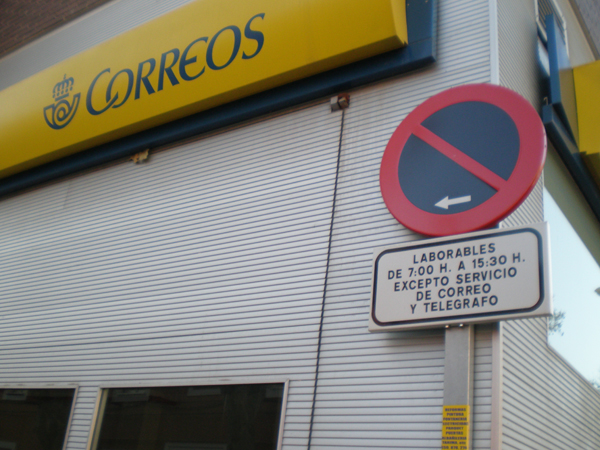 CORREOS
LABORABLES
DE 7:00 H. A 15:30 H.
EXCEPTO SERVICIO
DE CORREO
Y TELEGRAFO